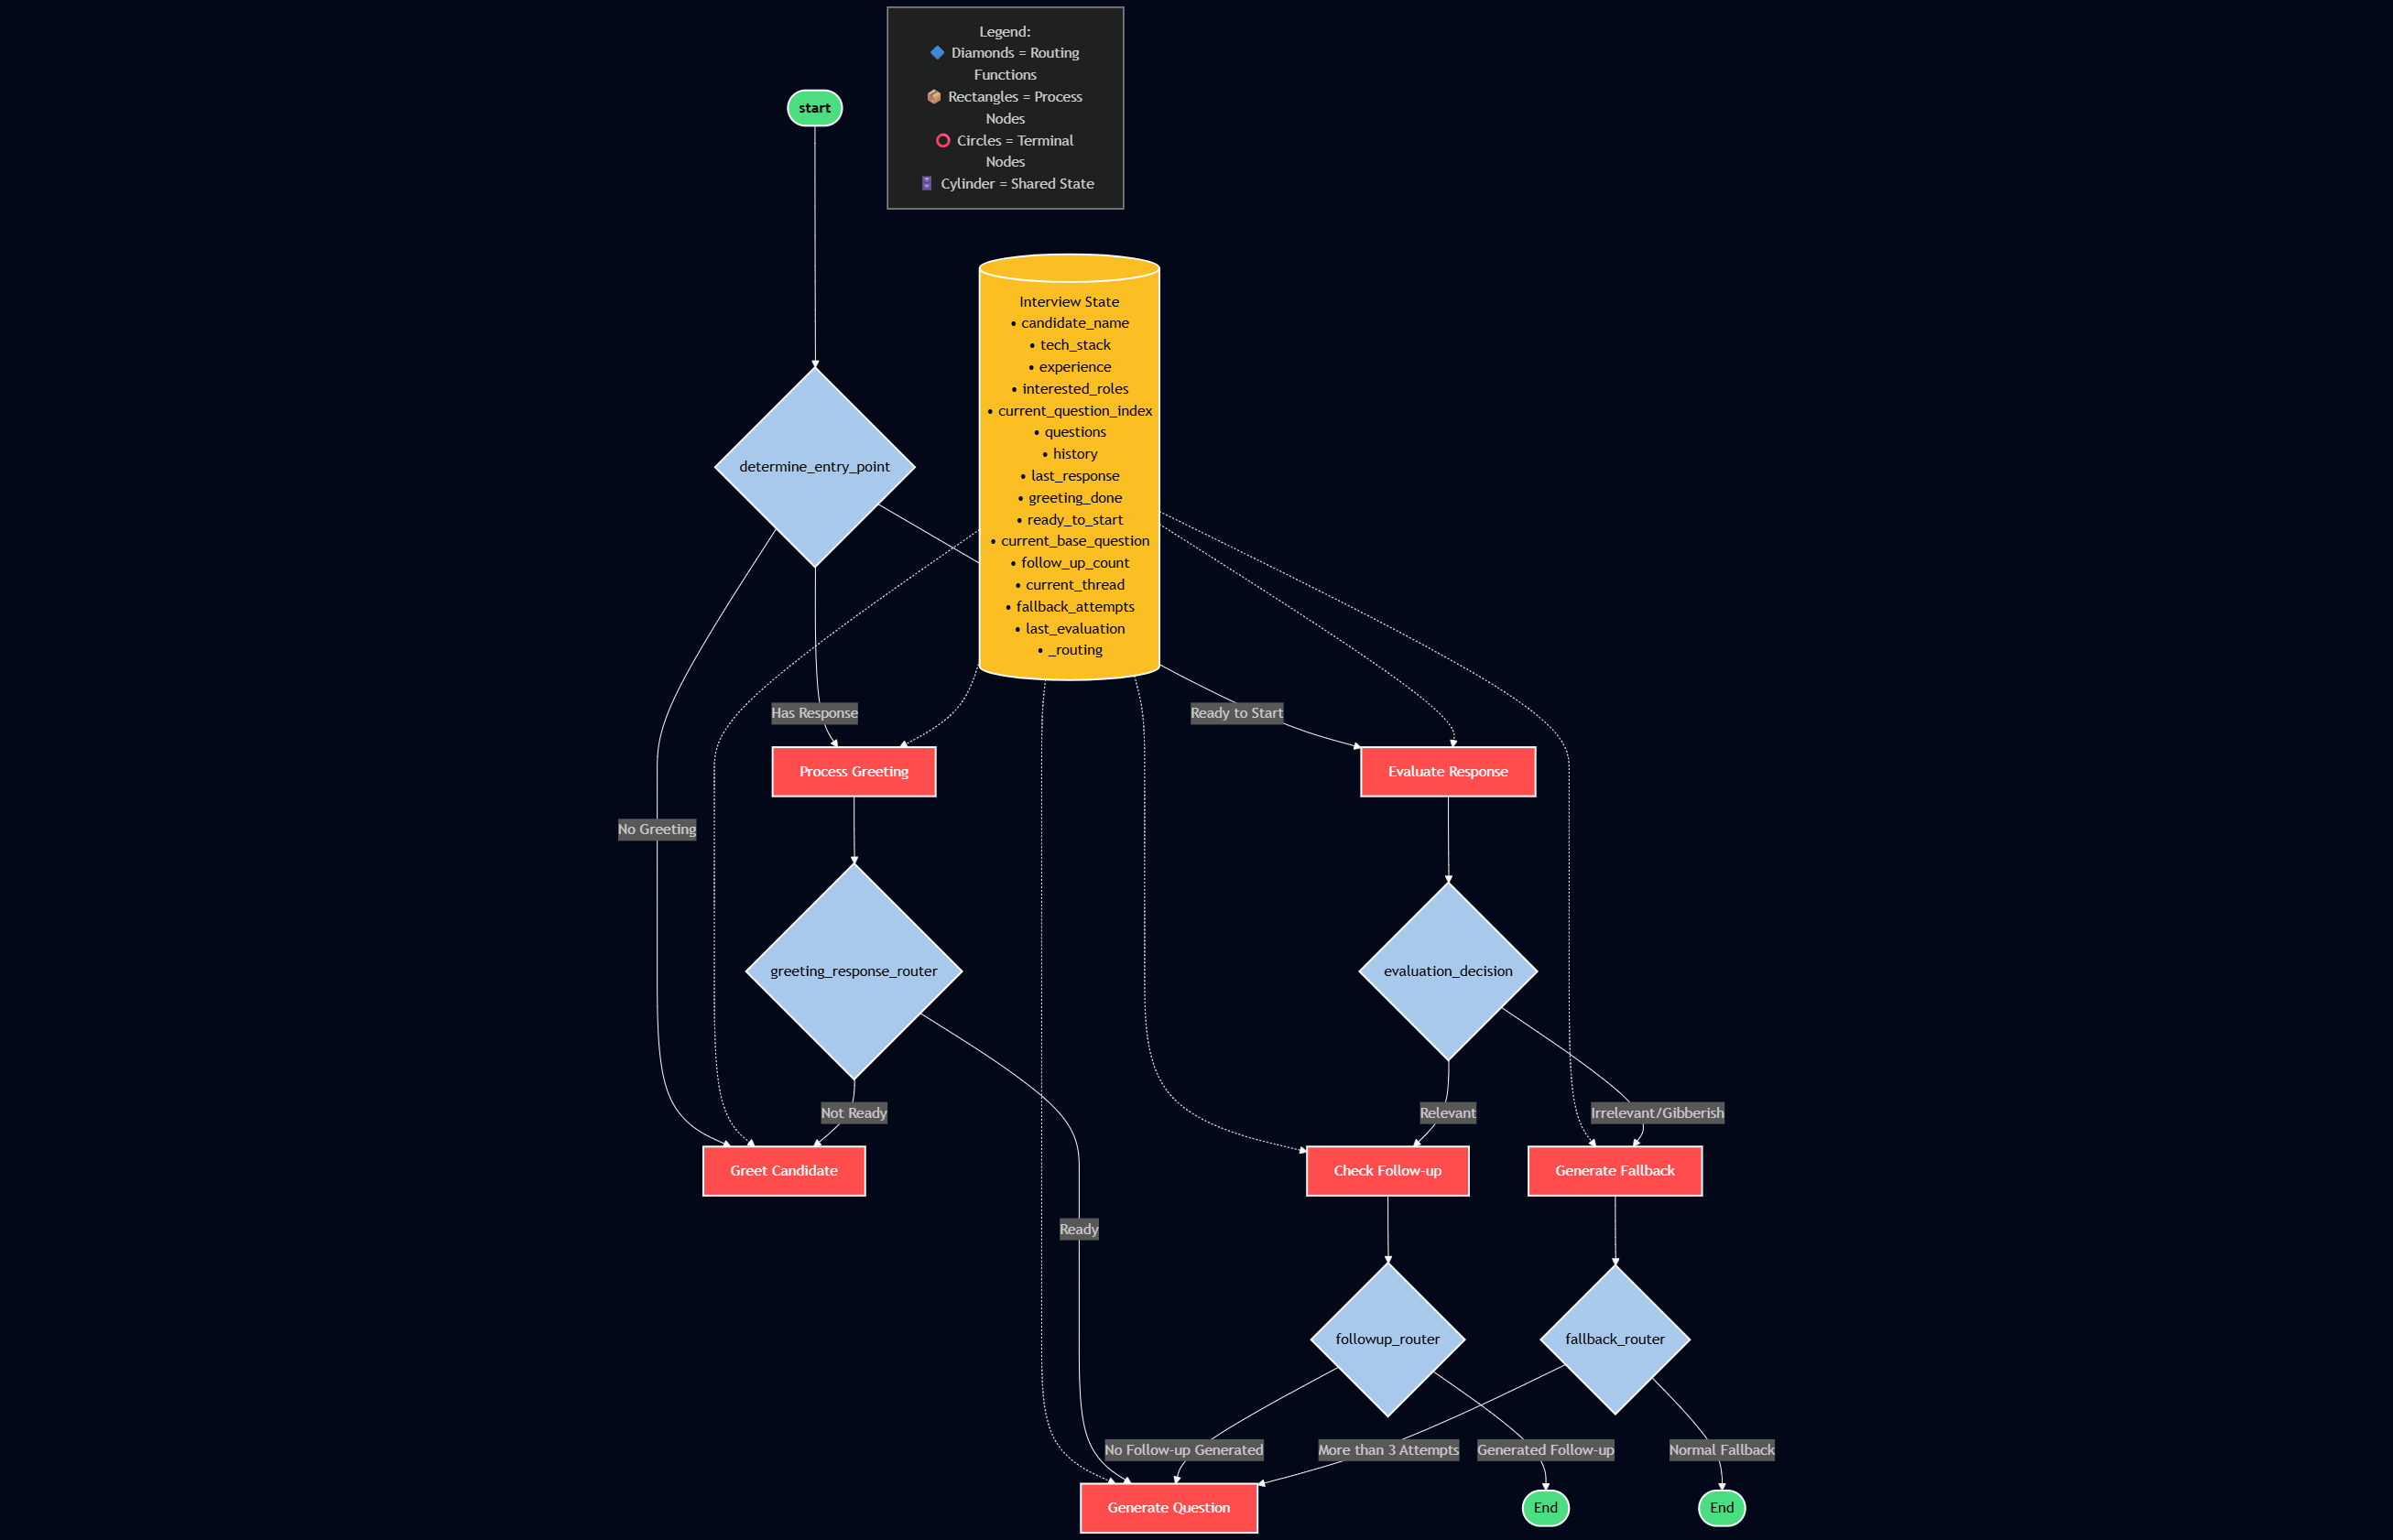 Legend:
🔷 Diamonds = Routing
Functions
📦 Rectangles = Process
Nodes
⭕ Circles = Terminal
Nodes
🗄️ Cylinder = Shared State
start
Interview State
• candidate_name
• tech_stack
• experience
• interested_roles
• current_question_index
• questions
• history
• last_response
• greeting_done
• ready_to_start
• current_base_question
• follow_up_count
• current_thread
• fallback_attempts
• last_evaluation
• _routing
determine_entry_point
Has Response
Ready to Start
Process Greeting
Evaluate Response
No Greeting
greeting_response_router
evaluation_decision
Not Ready
Relevant
Irrelevant/Gibberish
Greet Candidate
Check Follow-up
Generate Fallback
Ready
followup_router
fallback_router
No Follow-up Generated
More than 3 Attempts
Generated Follow-up
Normal Fallback
Generate Question
End
End